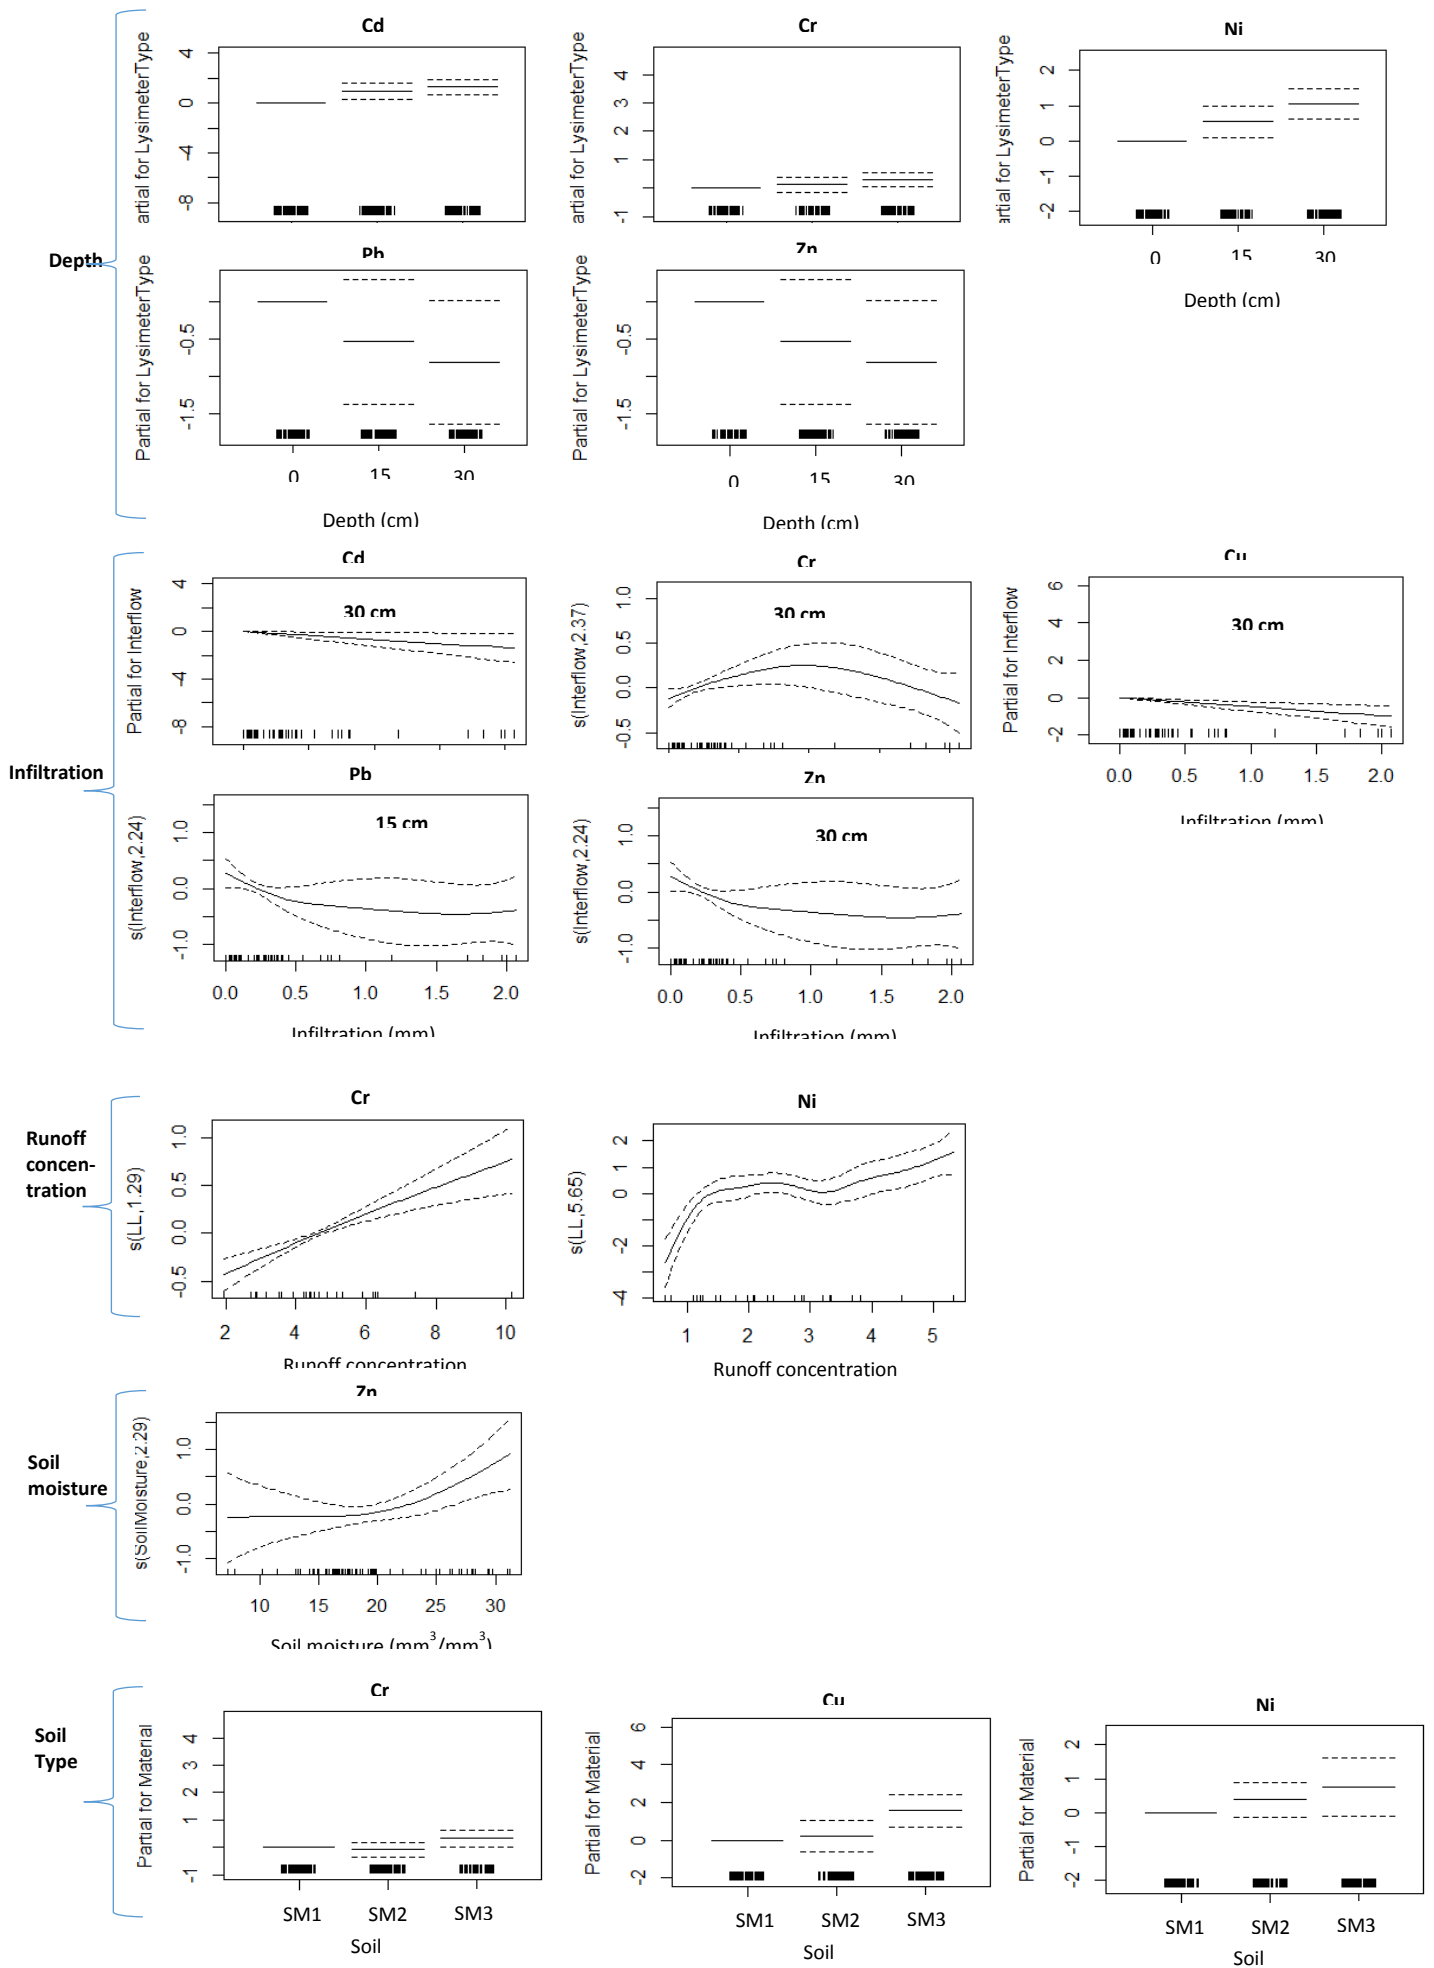 Cd
Cr
Ni
artial for LysimeterType
4
0
-4
-8
artial for LysimeterType
4
3
2
1
-1
artial for LysimeterType
2
1
0
-1
-2
0 15 30
Depth (cm)
Depth
Pb
Zn
Partial for LysimeterType
-0.5
-1.5
0 15 30
Depth (cm)
Partial for LysimeterType
-0.5
-1.5
0 15 30
Depth (cm)
Cd
Cr
Cu
Partial for Interflow
4
0
-4
-8
30 cm
s(Interflow,2.37)
1.0
0.5
0.0
-0.5
30 cm
Partial for Interflow
6
4
2
0
-2
30 cm
0.0 0.5 1.0 1.5 2.0
Infiltration (mm)
Infiltration
Pb
Zn
s(Interflow,2.24)
1.0
0.0
-1.0
15 cm
0.0 0.5 1.0 1.5 2.0
Infiltration (mm)
s(Interflow,2.24)
1.0
0.0
-1.0
30 cm
0.0 0.5 1.0 1.5 2.0
Infiltration (mm)
Runoff
concen-
tration
Cr
Ni
s(LL,1.29)
1.0
0.5
0.0
-0.5
2 4 6 8 10
Runoff concentration
s(LL,5.65)
2
1
0
-2
-4
1 2 3 4 5
Runoff concentration
Soil
moisture
Zn
s(SoilMoisture,2.29)
1.0
0.0
-1.0
10 15 20 25 30
Soil moisture (mm³/mm³)
Soil
Type
Cr
Cu
Ni
Partial for Material
4
3
2
1
-1
SM1 SM2 SM3
Soil
Partial for Material
6
4
2
0
-2
SM1 SM2 SM3
Soil
Partial for Material
2
1
0
-1
-2
SM1 SM2 SM3
Soil